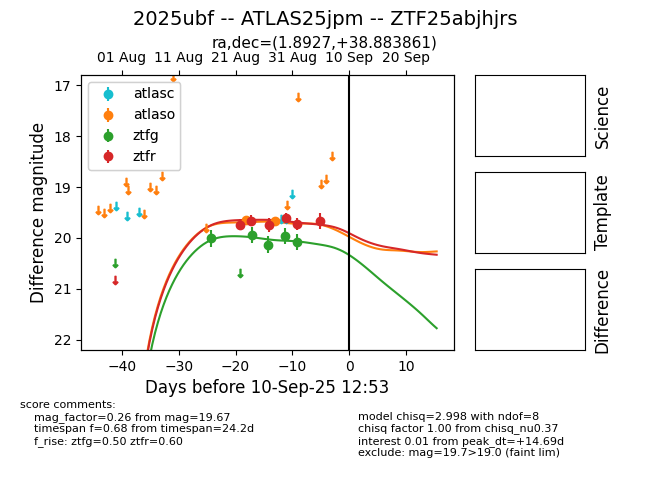 2025ubf -- ATLAS25jpm -- ZTF25abjhjrs
ra,dec=(1.8927,+38.883861)
01 Aug 11 Aug 21 Aug 31 Aug 10 Sep 20 Sep
atlasc
atlaso
ztfg
ztfr
17
18
19
20
21
22
Difference magnitude
−40 −30 −20 −10 0 10
Days before 10-Sep-25 12:53
Science
Template
Difference
score comments:
mag_factor=0.26 from mag=19.67
timespan f=0.68 from timespan=24.2d
f_rise: ztfg=0.50 ztfr=0.60
model chisq=2.998 with ndof=8
chisq factor 1.00 from chisq_nu0.37
interest 0.01 from peak_dt=+14.69d
exclude: mag=19.7>19.0 (faint lim)